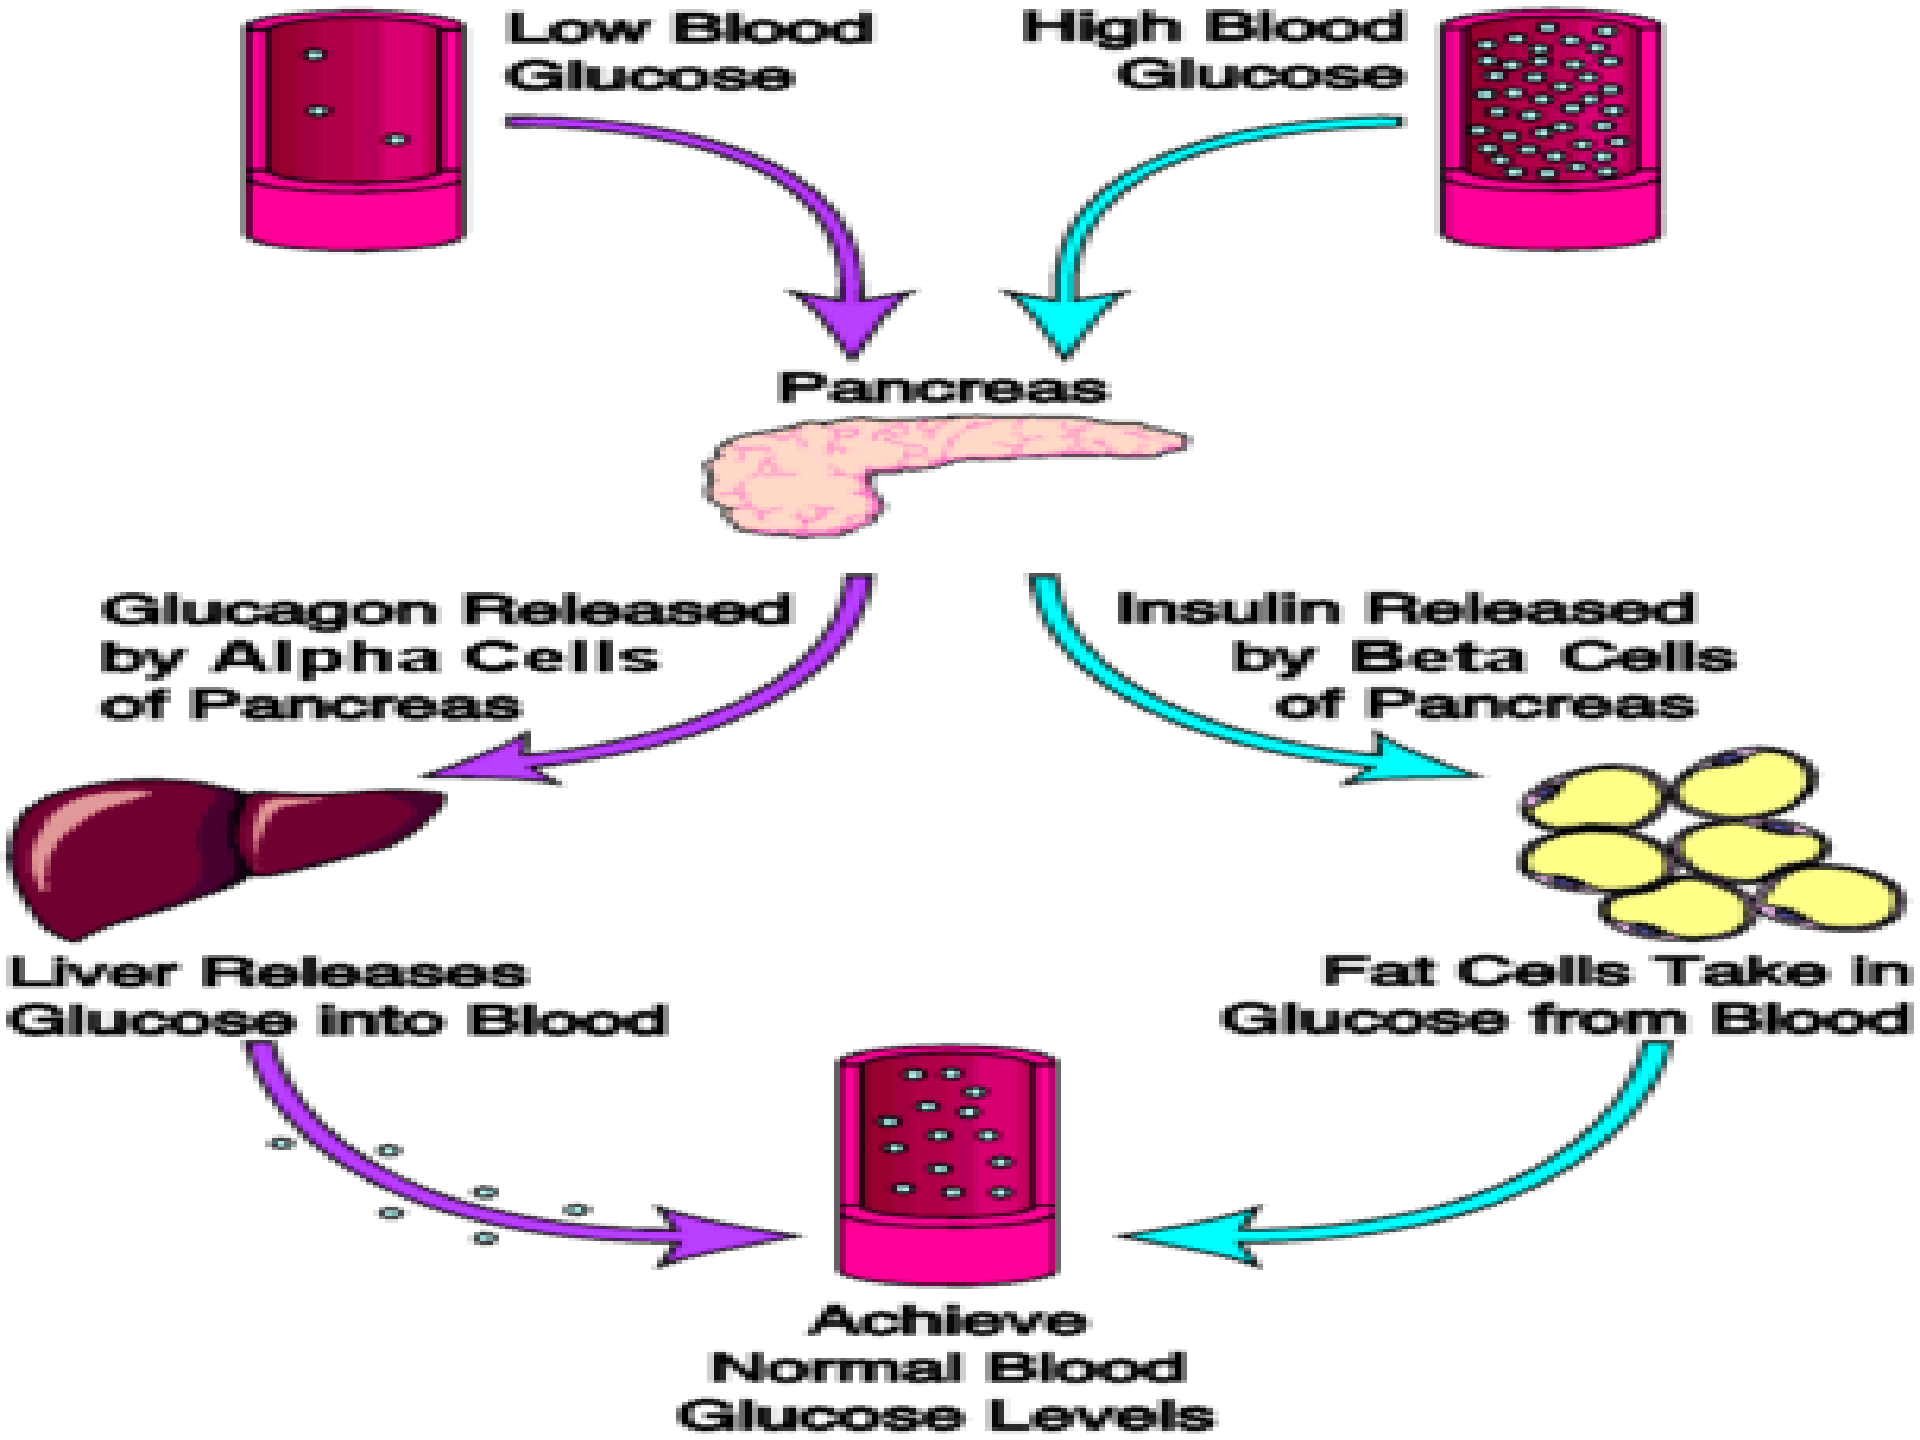 Low Blood
Glucose
High Blood
Glucose
Pancreas
Glucagon Released
by Alpha Cells
of Pancreas
Insulin Released
by Beta Cells
of Pancreas
Liver Releases
Glucose into Blood
Fat Cells Take in
Glucose from Blood
Achieve
Normal Blood
Glucose Levels